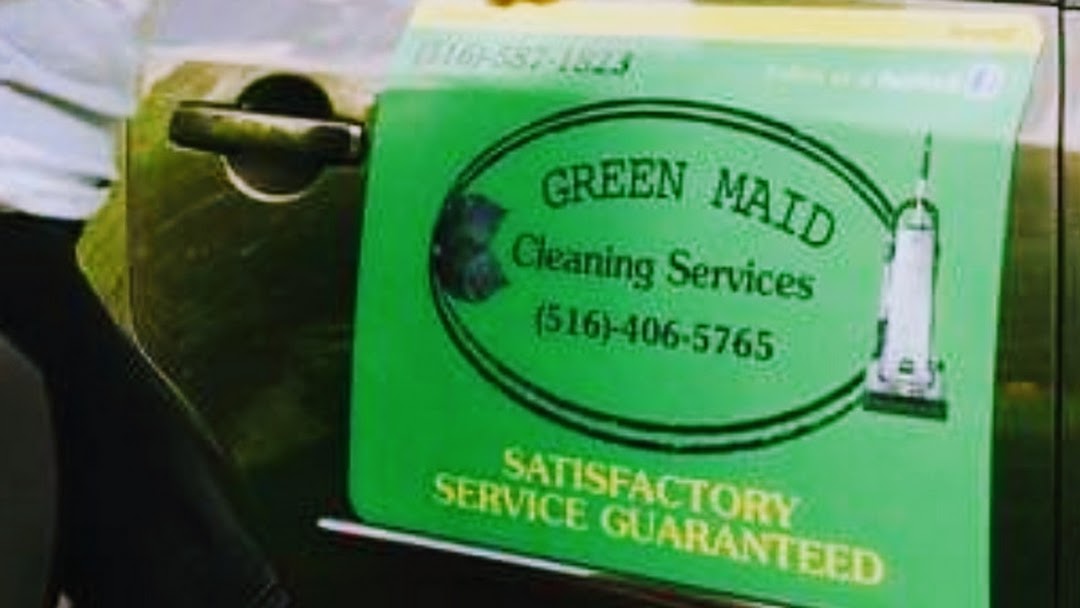 GREEN MAID
Cleaning Services
(516)-406-5765
SATISFACTORY
SERVICE GUARANTEED